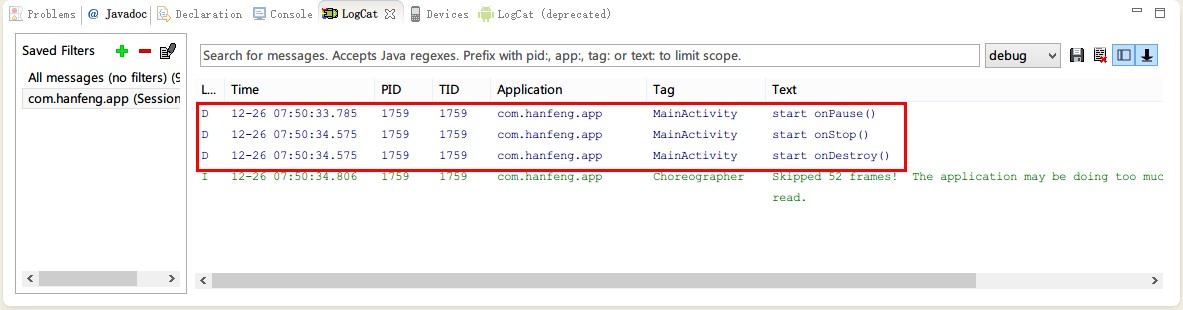 Problems @ Javadoc Declaration Console LogCat Devices LogCat (deprecated)
Saved Filters
All messages (no filters) (9
com.hanfeng.app (Session
Search for messages. Accepts Java regexes. Prefix with pid:, app:, tag: or text: to limit scope.
debug
L... Time PID TID Application Tag Text
D 12-26 07:50:33.785 1759 1759 com.hanfeng.app MainActivity start onPause()
D 12-26 07:50:34.575 1759 1759 com.hanfeng.app MainActivity start onStop()
D 12-26 07:50:34.575 1759 1759 com.hanfeng.app MainActivity start onDestroy()
I 12-26 07:50:34.806 1759 1759 com.hanfeng.app Choreographer Skipped 52 frames! The application may be doing too muc
read.